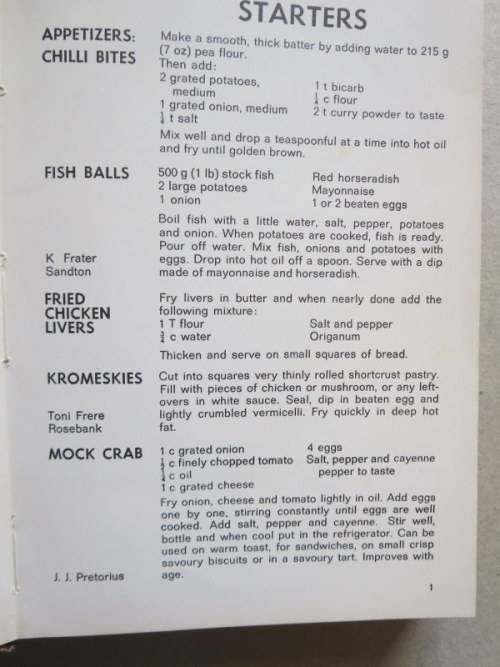 STARTERS
APPETIZERS:
CHILLI BITES
Make a smooth, thick batter by adding water to 215 g
(7 oz) pea flour.
Then add:
2 grated potatoes,
medium
1 grated onion, medium
¼ t salt
1 t bicarb
¼ c flour
2 t curry powder to taste
Mix well and drop a teaspoonful at a time into hot oil
and fry until golden brown.
FISH BALLS
500 g (1 lb) stock fish
2 large potatoes
1 onion
Red horseradish
Mayonnaise
1 or 2 beaten eggs
Boil fish with a little water, salt, pepper, potatoes
and onion. When potatoes are cooked, fish is ready.
Pour off water. Mix fish, onions and potatoes with
eggs. Drop into hot oil off a spoon. Serve with a dip
made of mayonnaise and horseradish.
K Frater
Sandton
FRIED
CHICKEN
LIVERS
Fry livers in butter and when nearly done add the
following mixture:
1 T flour
¾ c water
Salt and pepper
Origanum
Thicken and serve on small squares of bread.
KROMESKIES
Cut into squares very thinly rolled shortcrust pastry.
Fill with pieces of chicken or mushroom, or any left-
overs in white sauce. Seal, dip in beaten egg and
lightly crumbled vermicelli. Fry quickly in deep hot
fat.
Toni Frere
Rosebank
MOCK CRAB
1 c grated onion
½ c finely chopped tomato
¼ c oil
1 c grated cheese
4 eggs
Salt, pepper and cayenne
pepper to taste
Fry onion, cheese and tomato lightly in oil. Add eggs
one by one, stirring constantly until eggs are well
cooked. Add salt, pepper and cayenne. Stir well,
bottle and when cool put in the refrigerator. Can be
used on warm toast, for sandwiches, on small crisp
savoury biscuits or in a savoury tart. Improves with
age.
J. J. Pretorius
1